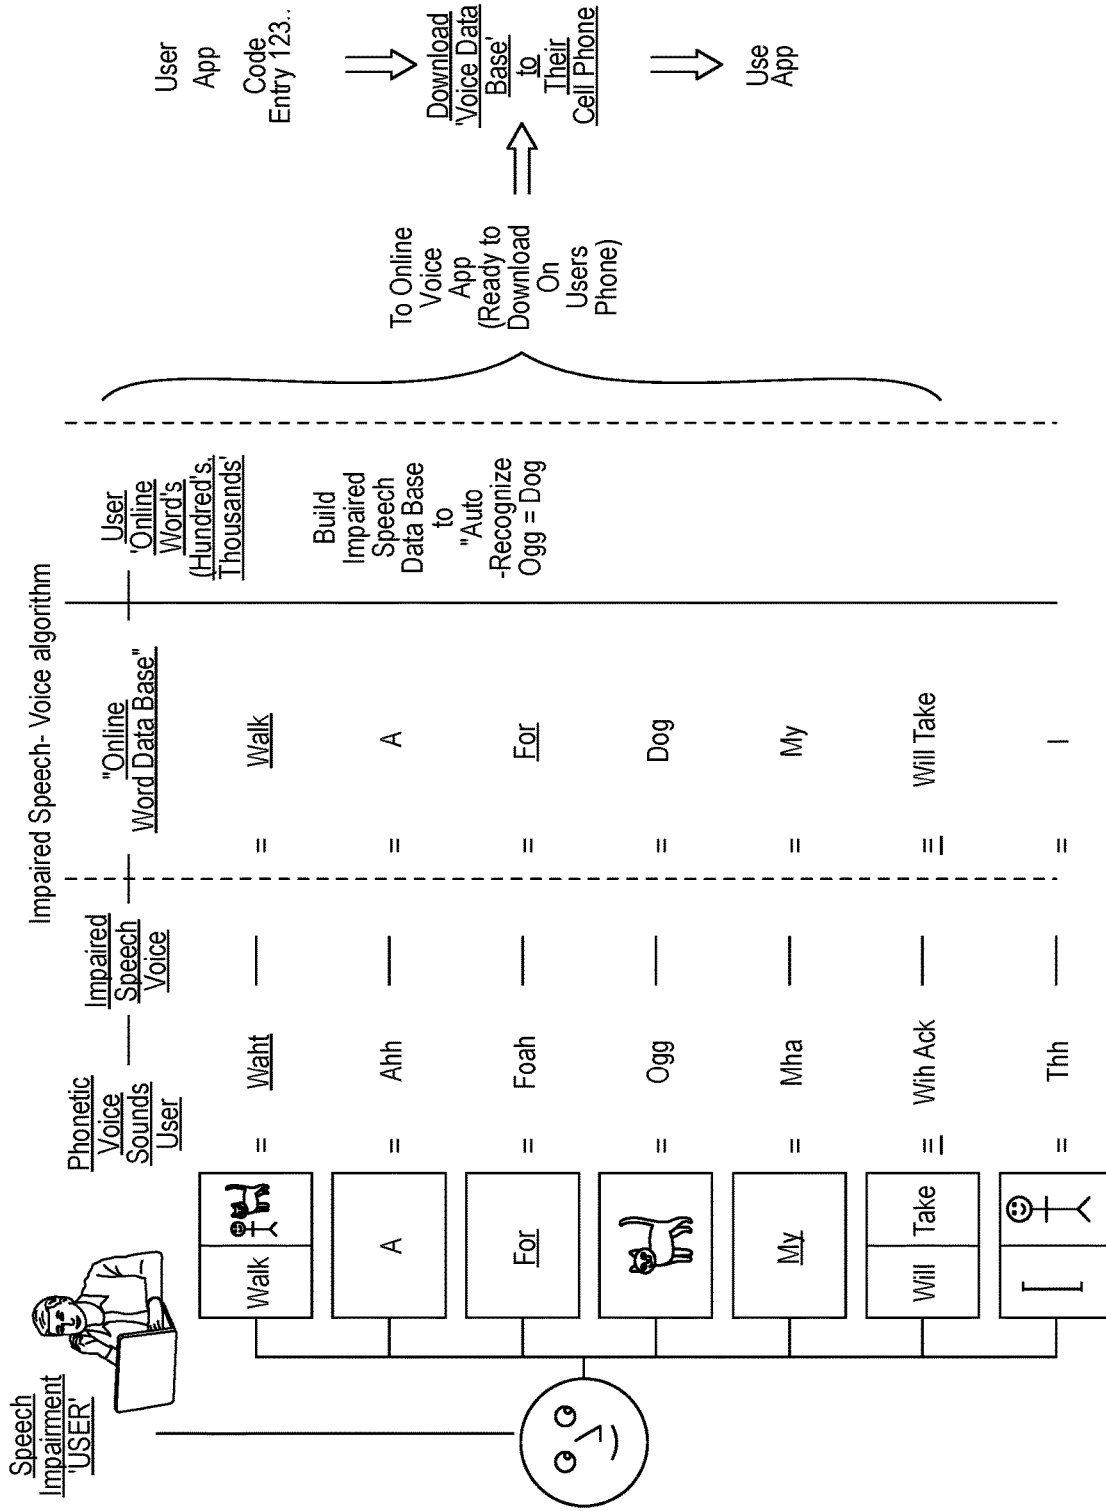 Impaired Speech- Voice algorithm
Speech
Impairment
'USER'
Phonetic
Voice
Sounds
User
Impaired
Speech
Voice
"Online
Word Data Base"
User
'Online
Word's
(Hundred's,
Thousands'
Walk
=
Waht
=
Walk
A
=
Ahh
=
A
For
=
Foah
=
For
=
Ogg
=
Dog
My
=
Mha
=
My
Will
Take
=
Wih Ack
=
Will Take
I
=
Thh
=
I
Build
Impaired
Speech
Data Base
to
"Auto
-Recognize
Ogg = Dog
To Online
Voice
App
(Ready to
Download
On
Users
Phone)
User
App
Code
Entry 123..
Download
'Voice Data
Base'
to
Their
Cell Phone
Use
App